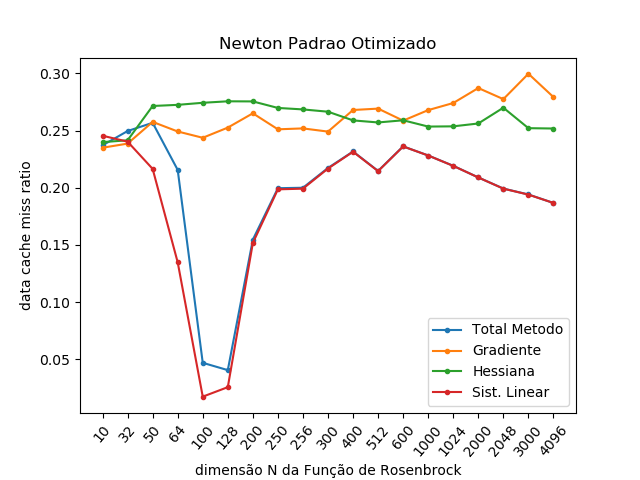 Newton Padrao Otimizado
data cache miss ratio
0.30
0.25
0.20
0.15
0.10
0.05
Total Metodo
Gradiente
Hessiana
Sist. Linear
10 32 50 64 100 128 200 250 256 300 400 512 600 1000 1024 2000 2048 3000 4096
dimensão N da Função de Rosenbrock